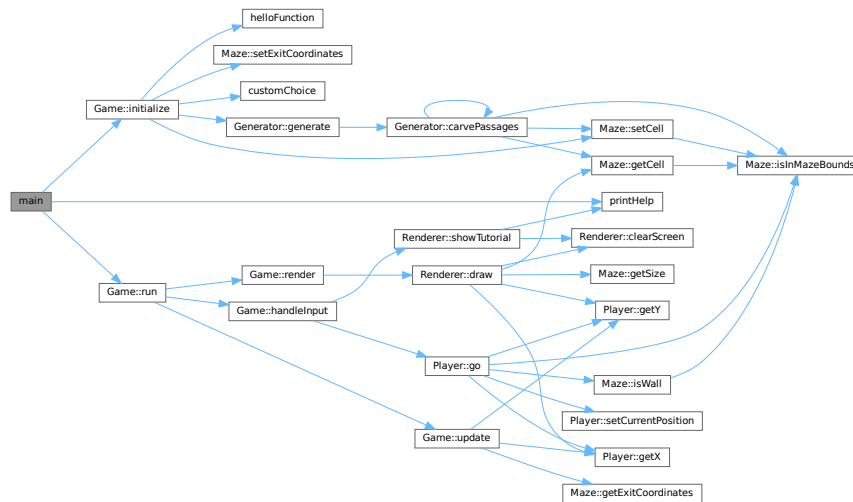 helloFunction
Maze::setExitCoordinates
customChoice
Game::initialize
Generator::generate
Generator::carvePassages
Maze::setCell
Maze::getCell
Maze::isInMazeBounds
main
printHelp
Renderer::showTutorial
Renderer::clearScreen
Game::render
Renderer::draw
Maze::getSize
Game::run
Game::handleInput
Player::getY
Player::go
Maze::isWall
Player::setCurrentPosition
Game::update
Player::getX
Maze::getExitCoordinates